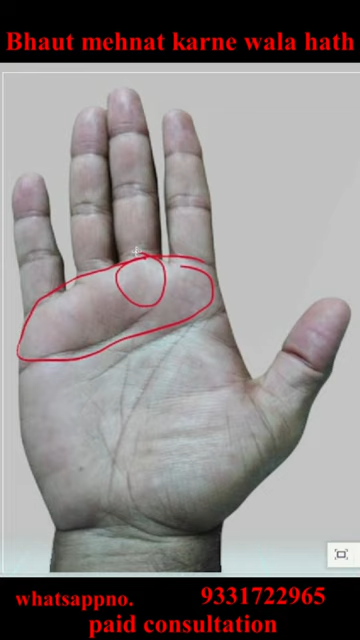 Bhaut mehnat karne wala hath
whatsappno. 9331722965
paid consultation